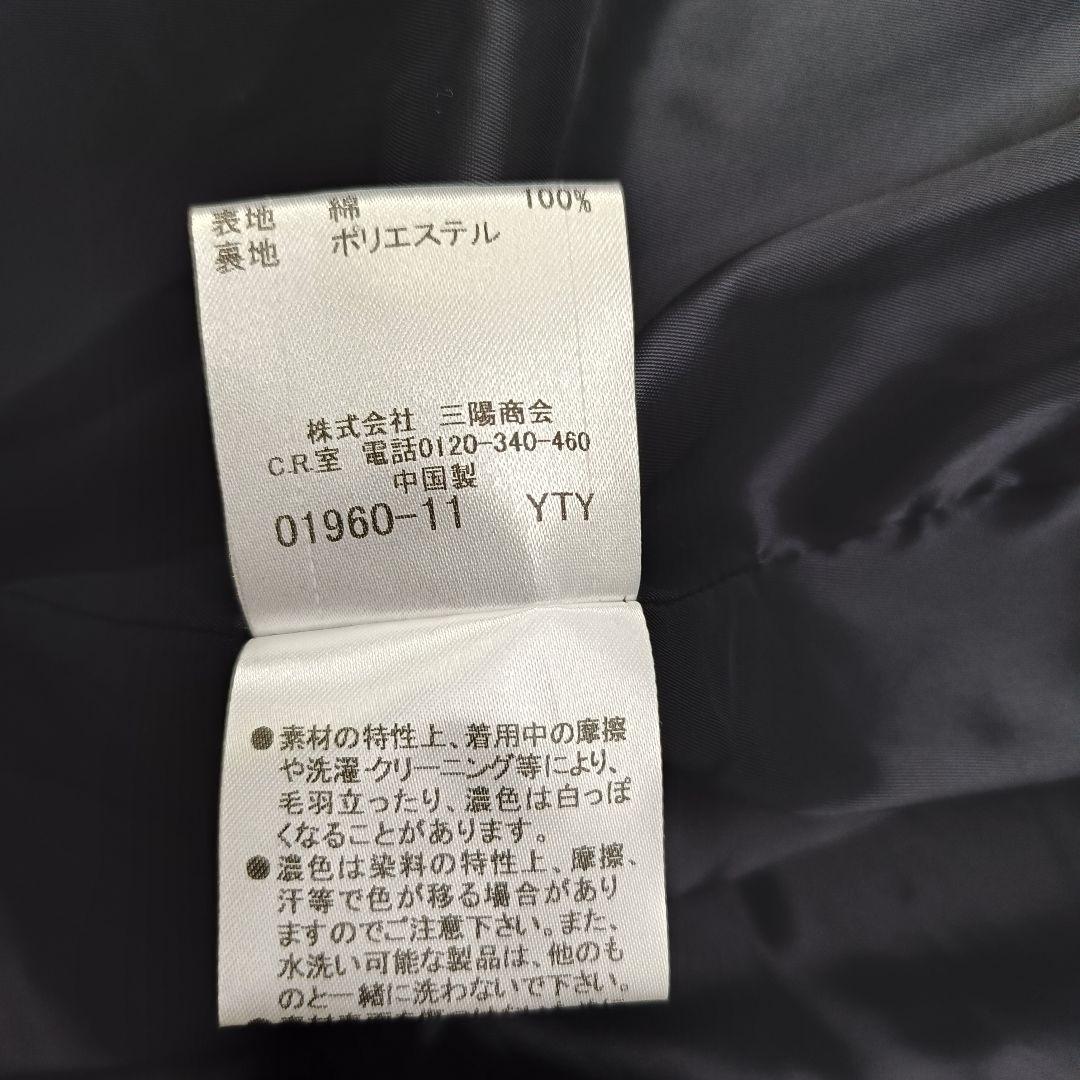 表地 綿 100%
裏地 ポリエステル
株式会社 三陽商会
C.R.室 電話0120-340-460
中国製
01960-11 YTY
●素材の特性上、着用中の摩擦
や洗濯・クリーニング等により、
毛羽立ったり、濃色は白っぽ
くなることがあります。
●濃色は染料の特性上、摩擦、
汗等で色が移る場合があり
ますのでご注意下さい。また、
水洗い可能な製品は、他のも
のと一緒に洗わないで下さい。